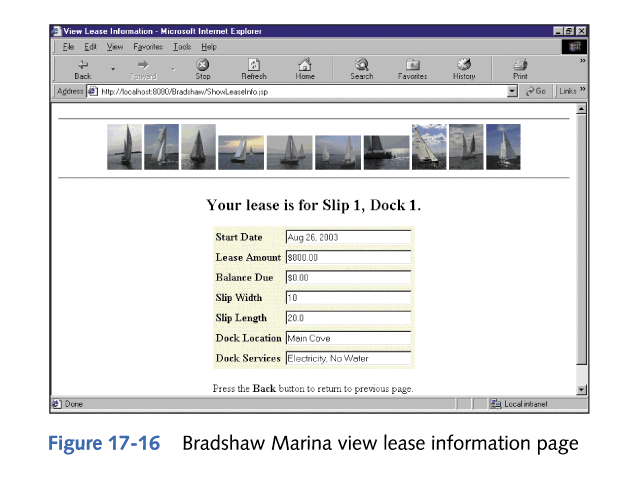 View Lease Information - Microsoft Internet Explorer
File Edit View Favorites Tools Help
Back Forward Stop Refresh Home Search Favorites History Print »
Address http://localhost:8080/Bradshaw/ShowLeaseInfo.jsp Go Links »
Your lease is for Slip 1, Dock 1.
Start Date Aug 26, 2003
Lease Amount $800.00
Balance Due $0.00
Slip Width 10
Slip Length 20.0
Dock Location Main Cove
Dock Services Electricity, No Water
Press the Back button to return to previous page.
Done Local intranet
Figure 17-16 Bradshaw Marina view lease information page